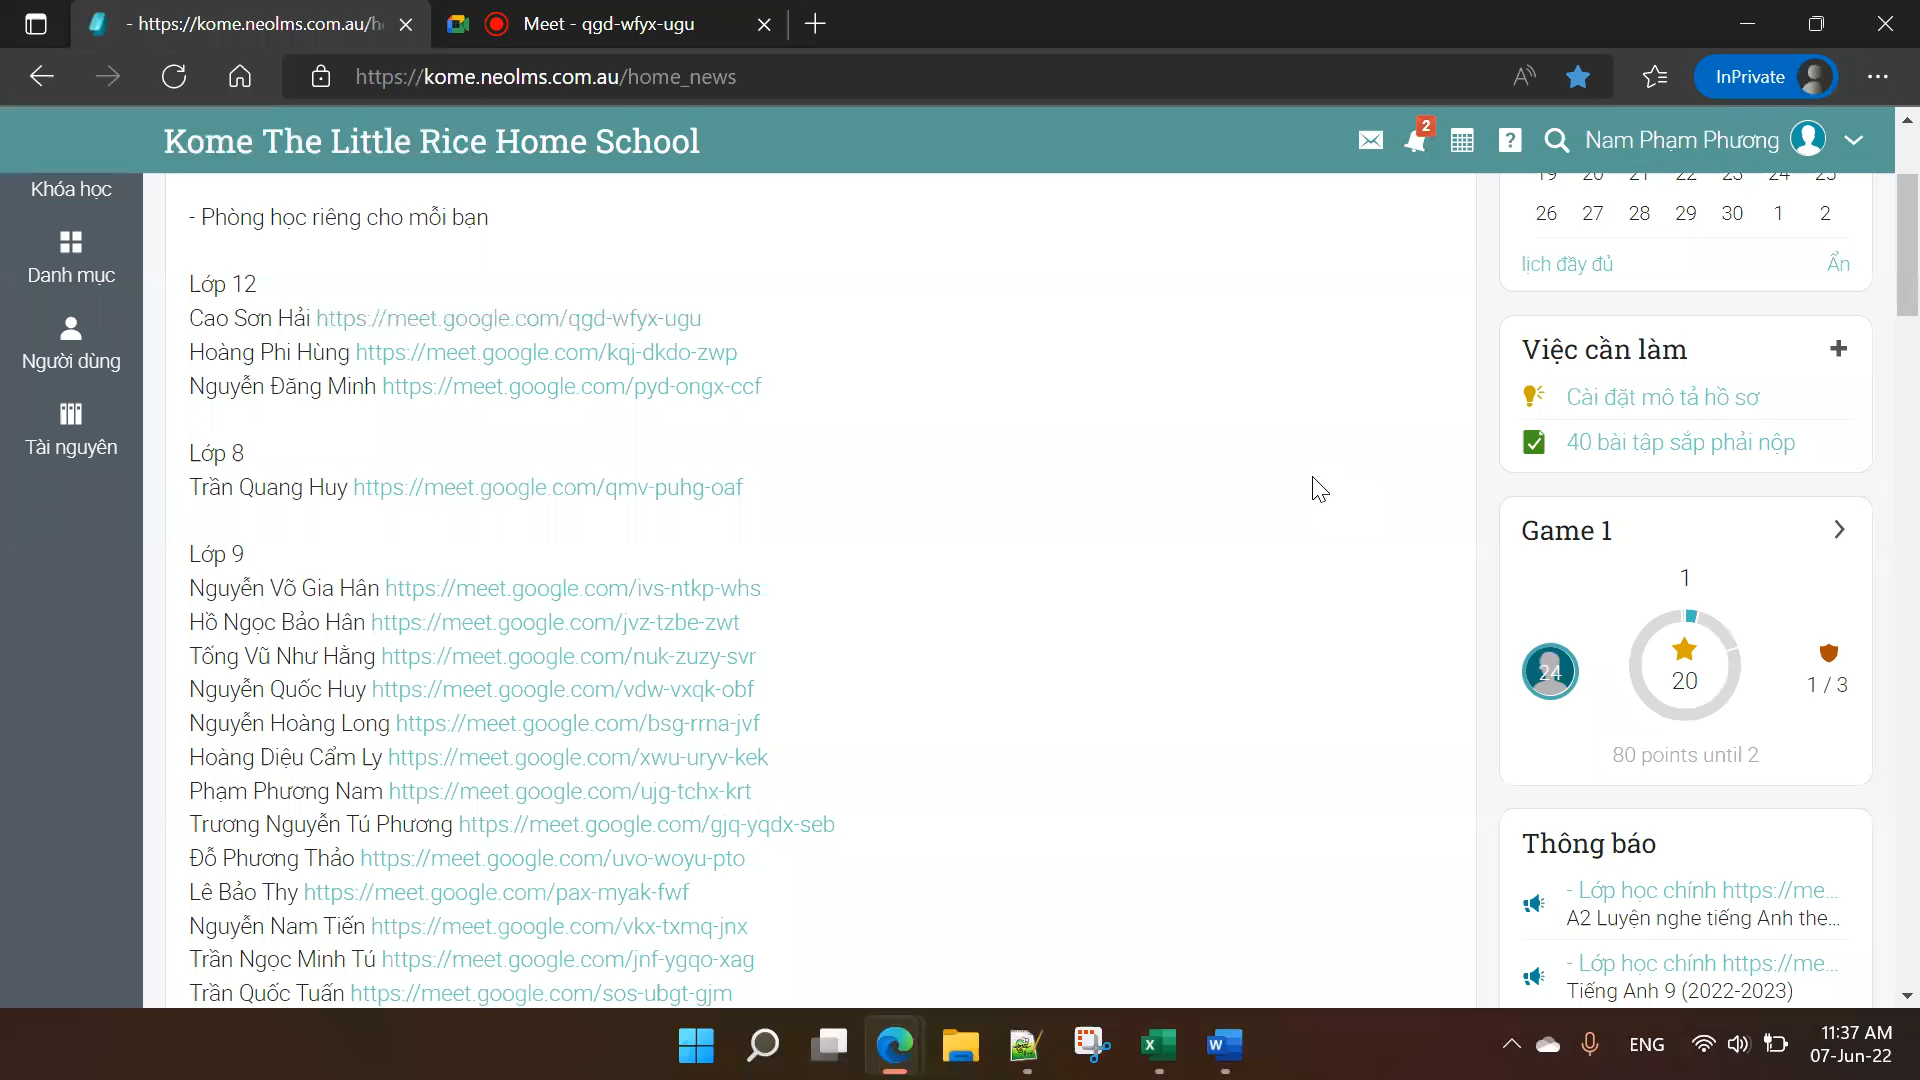 - https://kome.neolms.com.au/h
Meet - qgd-wfyx-ugu
https://kome.neolms.com.au/home_news
InPrivate
Kome The Little Rice Home School
2
Nam Phạm Phương
Khóa học
Danh mục
Người dùng
Tài nguyên
- Phòng học riêng cho mỗi bạn
Lớp 12
Cao Sơn Hải https://meet.google.com/qgd-wfyx-ugu
Hoàng Phi Hùng https://meet.google.com/kqj-dkdo-zwp
Nguyễn Đăng Minh https://meet.google.com/pyd-ongx-ccf
Lớp 8
Trần Quang Huy https://meet.google.com/qmv-puhg-oaf
Lớp 9
Nguyễn Võ Gia Hân https://meet.google.com/ivs-ntkp-whs
Hồ Ngọc Bảo Hân https://meet.google.com/jvz-tzbe-zwt
Tống Vũ Như Hằng https://meet.google.com/nuk-zuzy-svr
Nguyễn Quốc Huy https://meet.google.com/vdw-vxqk-obf
Nguyễn Hoàng Long https://meet.google.com/bsg-rrna-jvf
Hoàng Diệu Cẩm Ly https://meet.google.com/xwu-uryv-kek
Phạm Phương Nam https://meet.google.com/ujg-tchx-krt
Trương Nguyễn Tú Phương https://meet.google.com/gjq-yqdx-seb
Đỗ Phương Thảo https://meet.google.com/uvo-woyu-pto
Lê Bảo Thy https://meet.google.com/pax-myak-fwf
Nguyễn Nam Tiến https://meet.google.com/vkx-txmq-jnx
Trần Ngọc Minh Tú https://meet.google.com/jnf-ygqo-xag
Trần Quốc Tuấn https://meet.google.com/sos-ubgt-gjm
19 20 21 22 23 24 25
26 27 28 29 30 1 2
lịch đầy đủ Ẩn
Việc cần làm
Cài đặt mô tả hồ sơ
40 bài tập sắp phải nộp
Game 1
1
24
20
1 / 3
80 points until 2
Thông báo
- Lớp học chính https://me...
A2 Luyện nghe tiếng Anh the...
- Lớp học chính https://me...
Tiếng Anh 9 (2022-2023)
ENG
11:37 AM
07-Jun-22